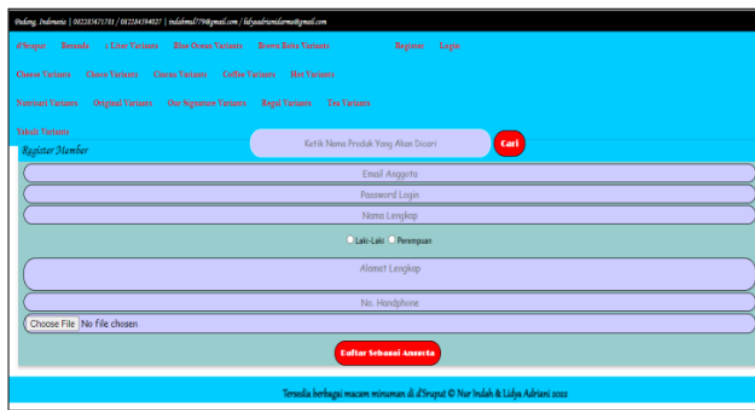 Padang, Indonesia | 082283671781 / 082284594027 | indahnul779@gmail.com / lidyaadrianidarma@gmail.com
d'Sruput Beranda 1 Liter Variants Blue Ocean Variants Brown Boba Variants Register Login
Cheese Variants Choco Variants Cincau Variants Coffee Variants Hot Variants
Nutrisari Variants Original Variants Our Signature Variants Regal Variants Tea Variants
Yakult Variants
Ketik Nama Produk Yang Akan Dicari Cari
Register Member
Email Anggota
Password Login
Nama Lengkap
Laki-Laki Perempuan
Alamat Lengkap
No. Handphone
Choose File No file chosen
Daftar Sebagai Anggota
Tersedia berbagai macam minuman di d'Sruput © Nur Indah & Lidya Adriani 2022